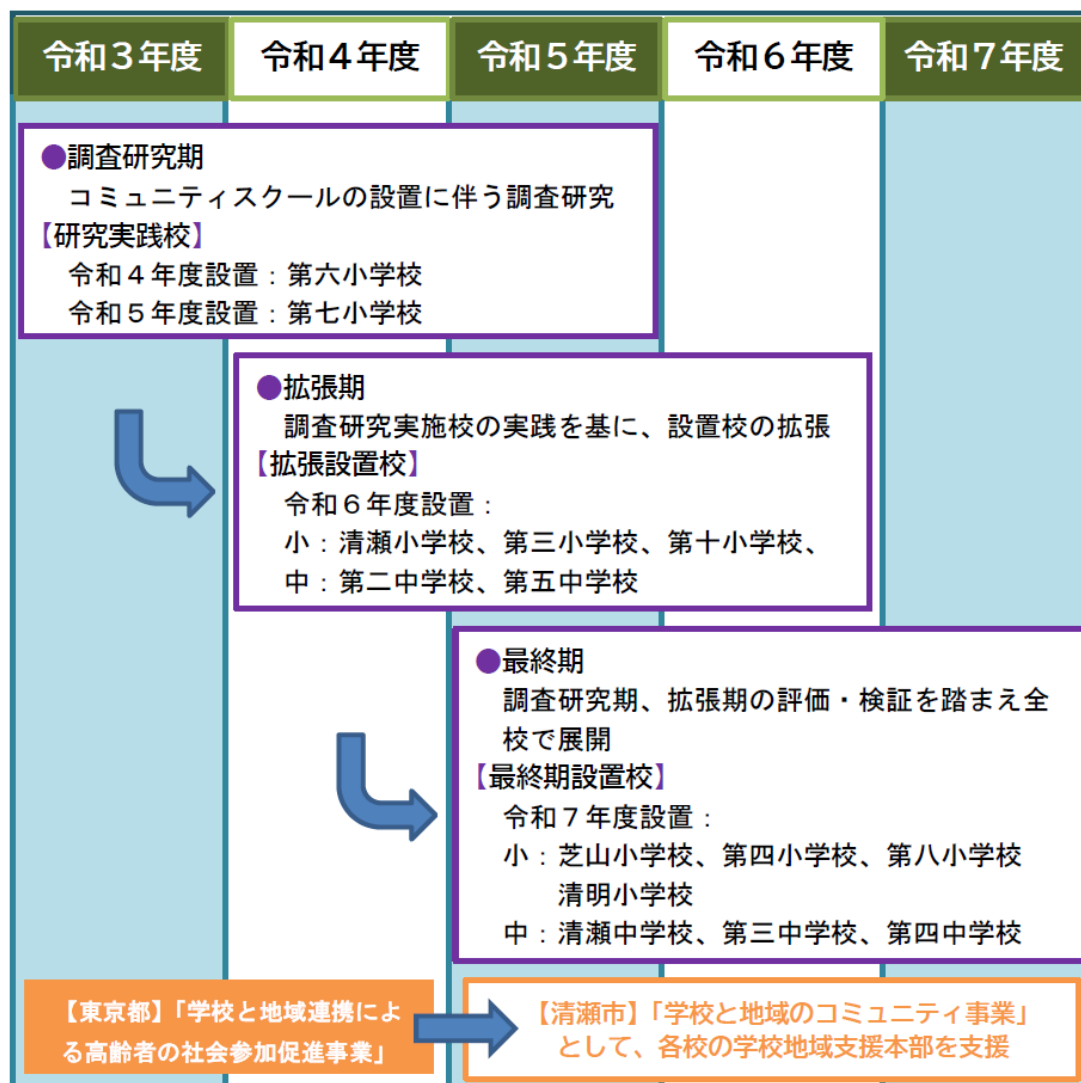 令和３年度
令和４年度
令和５年度
令和６年度
令和７年度
●調査研究期
コミュニティスクールの設置に伴う調査研究
【研究実践校】
令和４年度設置：第六小学校
令和５年度設置：第七小学校
●拡張期
調査研究実施校の実践を基に、設置校の拡張
【拡張設置校】
令和６年度設置：
小：清瀬小学校、第三小学校、第十小学校、
中：第二中学校、第五中学校
●最終期
調査研究期、拡張期の評価・検証を踏まえ全
校で展開
【最終期設置校】
令和７年度設置：
小：芝山小学校、第四小学校、第八小学校
清明小学校
中：清瀬中学校、第三中学校、第四中学校
【東京都】「学校と地域連携によ
る高齢者の社会参加促進事業」
【清瀬市】「学校と地域のコミュニティ事業」
として、各校の学校地域支援本部を支援